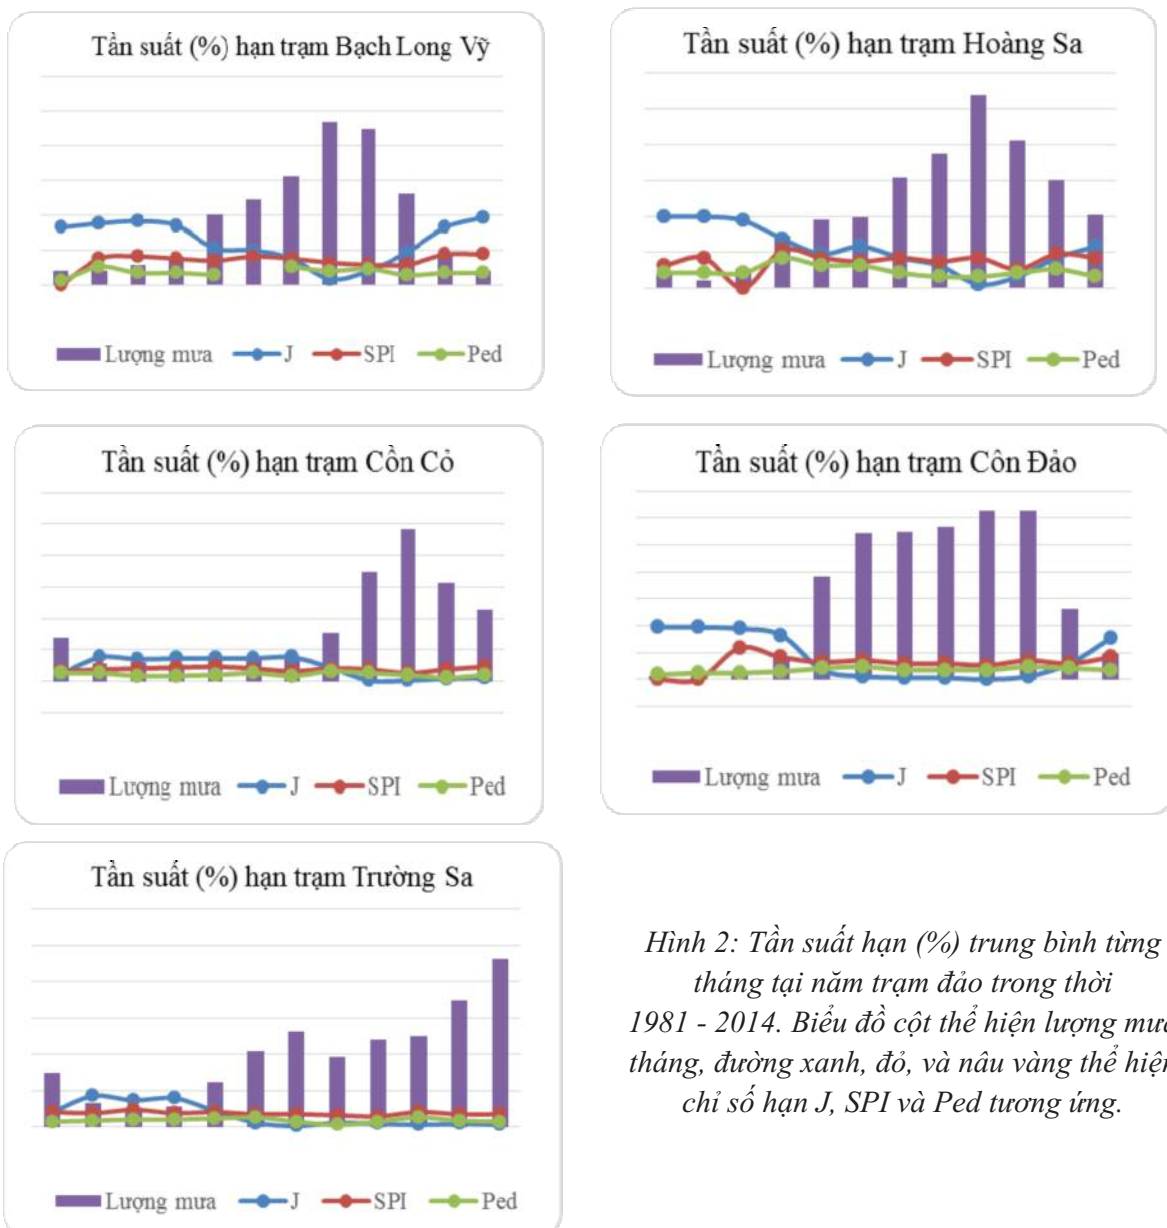 Tần suất (%) hạn trạm Bạch Long Vỹ
Lượng mưa J SPI Ped
Tần suất (%) hạn trạm Hoàng Sa
Lượng mưa J SPI Ped
Tần suất (%) hạn trạm Cồn Cỏ
Lượng mưa J SPI Ped
Tần suất (%) hạn trạm Côn Đảo
Lượng mưa J SPI Ped
Tần suất (%) hạn trạm Trường Sa
Lượng mưa J SPI Ped
Hình 2: Tần suất hạn (%) trung bình từng
tháng tại năm trạm đảo trong thời
1981 - 2014. Biểu đồ cột thể hiện lượng mưa
tháng, đường xanh, đỏ, và nâu vàng thể hiện
chỉ số hạn J, SPI và Ped tương ứng.